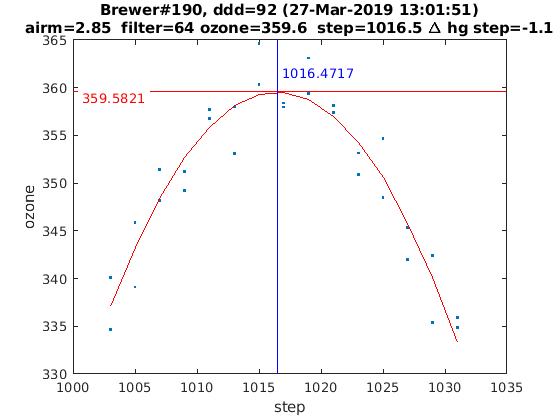 Brewer#190, ddd=92 (27-Mar-2019 13:01:51)
airm=2.85 filter=64 ozone=359.6 step=1016.5 Δ hg step=-1.1
365
360
355
350
345
340
335
330
ozone
1016.4717
359.5821
1000 1005 1010 1015 1020 1025 1030 1035
step